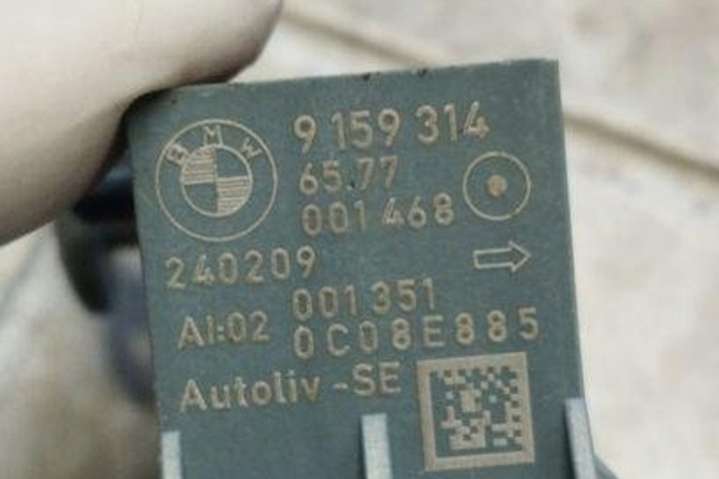 BMW
9 159 314
65.77
001 468
240209
001 351
AI:02
0C08E885
Autoliv-SE